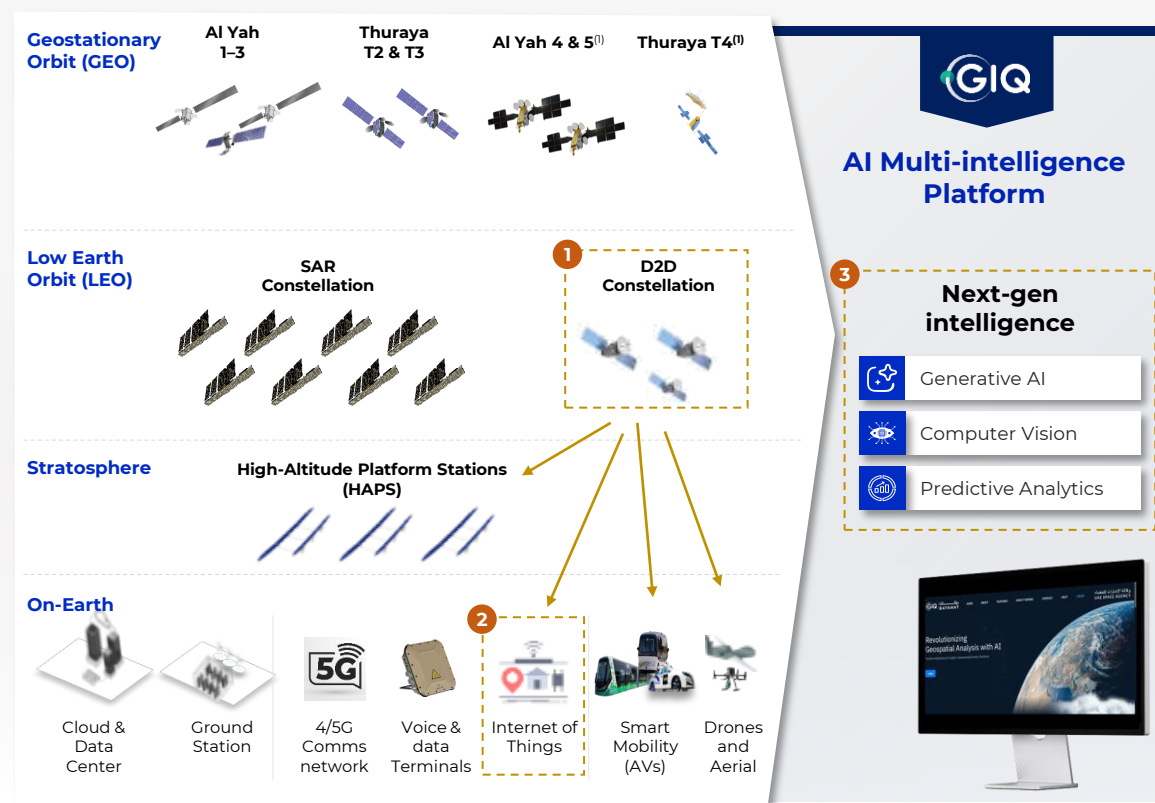 Geostationary
Orbit (GEO)
Al Yah
1–3
Thuraya
T2 & T3
Al Yah 4 & 5(1)
Thuraya T4(1)
GIQ
AI Multi-intelligence
Platform
Low Earth
Orbit (LEO)
SAR
Constellation
1
D2D
Constellation
3
Next-gen
intelligence
Generative AI
Computer Vision
Predictive Analytics
Stratosphere
High-Altitude Platform Stations
(HAPS)
On-Earth
2
5G
Cloud &
Data
Center
Ground
Station
4/5G
Comms
network
Voice &
data
Terminals
Internet of
Things
Smart
Mobility
(AVs)
Drones
and
Aerial
GIQ
UAE SPACE AGENCY
Revolutionizing
Geospatial Analysis with AI